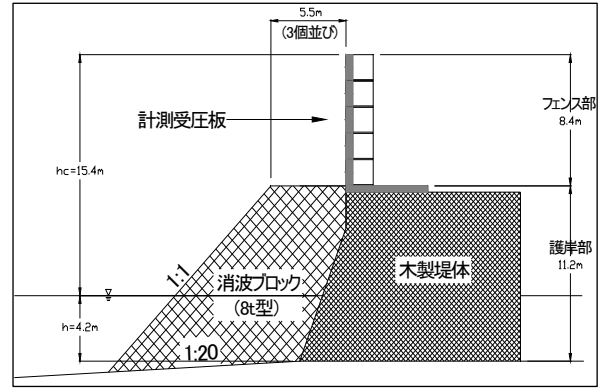 5.5m
(3個並び)
計測受圧板
フェンス部
8.4m
hc=15.4m
護岸部
11.2m
木製堤体
1:1
消波ブロック
(8t型)
h=4.2m
1:20